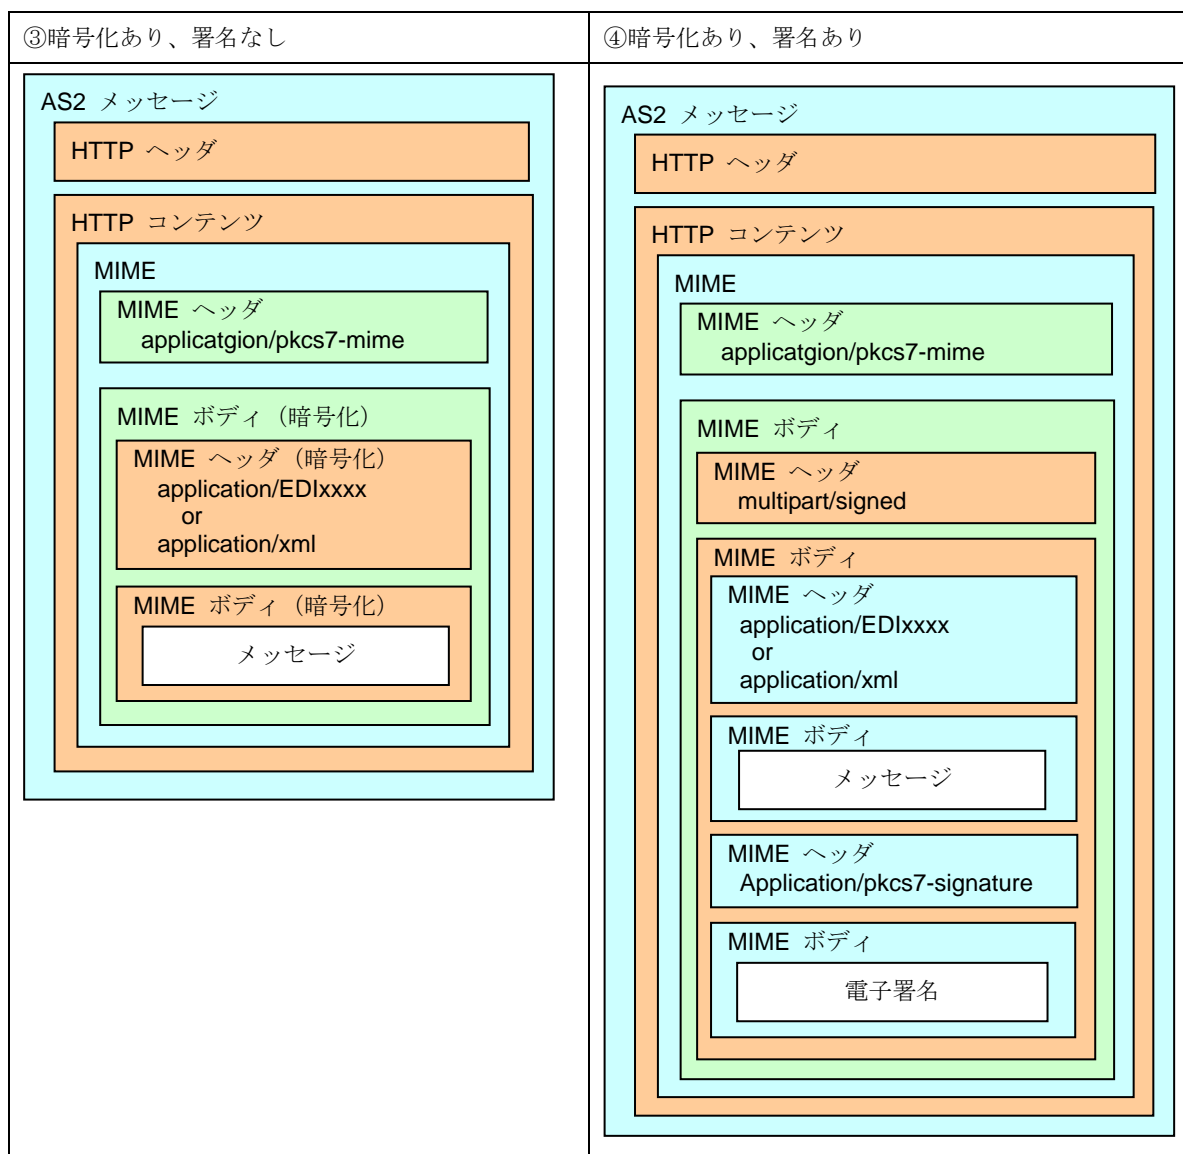 ③暗号化あり、署名なし
AS2 メッセージ
HTTP ヘッダ
HTTP コンテンツ
MIME
MIME ヘッダ
applicatgion/pkcs7-mime
MIME ボディ（暗号化）
MIME ヘッダ（暗号化）
application/EDIxxxx
or
application/xml
MIME ボディ（暗号化）
メッセージ
④暗号化あり、署名あり
AS2 メッセージ
HTTP ヘッダ
HTTP コンテンツ
MIME
MIME ヘッダ
applicatgion/pkcs7-mime
MIME ボディ
MIME ヘッダ
multipart/signed
MIME ボディ
MIME ヘッダ
application/EDIxxxx
or
application/xml
MIME ボディ
メッセージ
MIME ヘッダ
Application/pkcs7-signature
MIME ボディ
電子署名